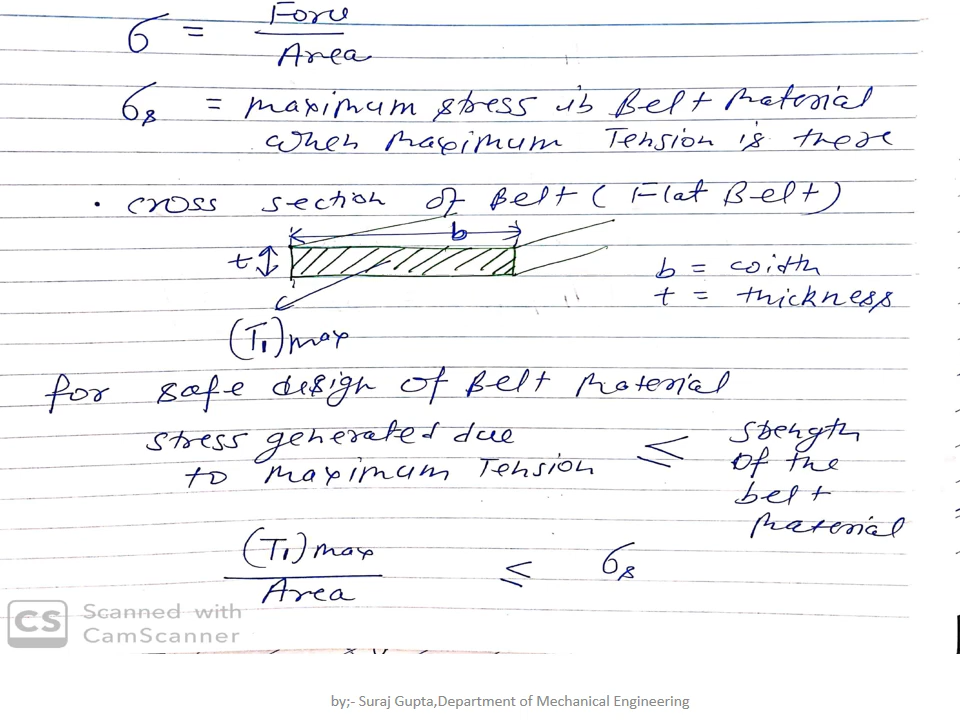 σ = Force / Area
σs = maximum stress in Belt Material
when Maximum Tension is there
• cross section of Belt ( Flat Belt )
b
t
b = width
t = thickness
(T₁)max
for safe design of Belt Material
stress generated due to maximum Tension ≤ Strength Of the belt Material
(T₁)max / Area ≤ σs
CS Scanned with
CamScanner
by;- Suraj Gupta,Department of Mechanical Engineering